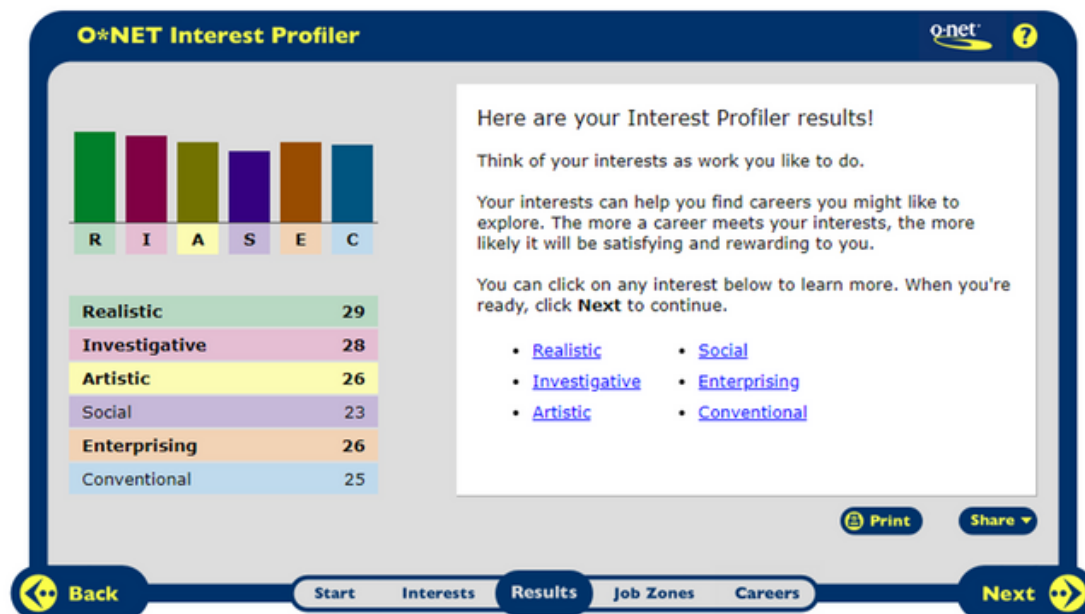 O*NET Interest Profiler
o·net
?
R I A S E C
Realistic 29
Investigative 28
Artistic 26
Social 23
Enterprising 26
Conventional 25
Here are your Interest Profiler results!
Think of your interests as work you like to do.
Your interests can help you find careers you might like to
explore. The more a career meets your interests, the more
likely it will be satisfying and rewarding to you.
You can click on any interest below to learn more. When you're
ready, click Next to continue.
• Realistic
• Investigative
• Artistic
• Social
• Enterprising
• Conventional
Print
Share
Back
Start
Interests
Results
Job Zones
Careers
Next